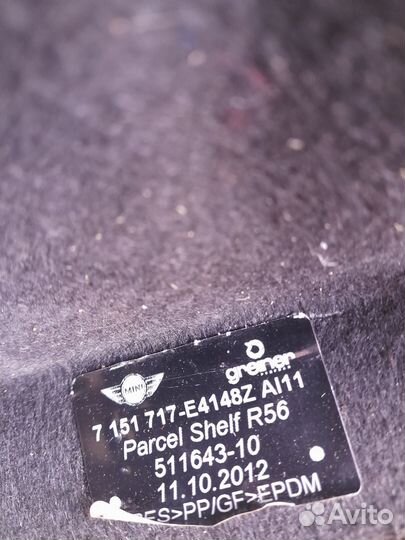 greiner
MINI
7 151 717-E4148Z AI11
Parcel Shelf R56
511643-10
11.10.2012
>PP/GF>EPDM
Avito